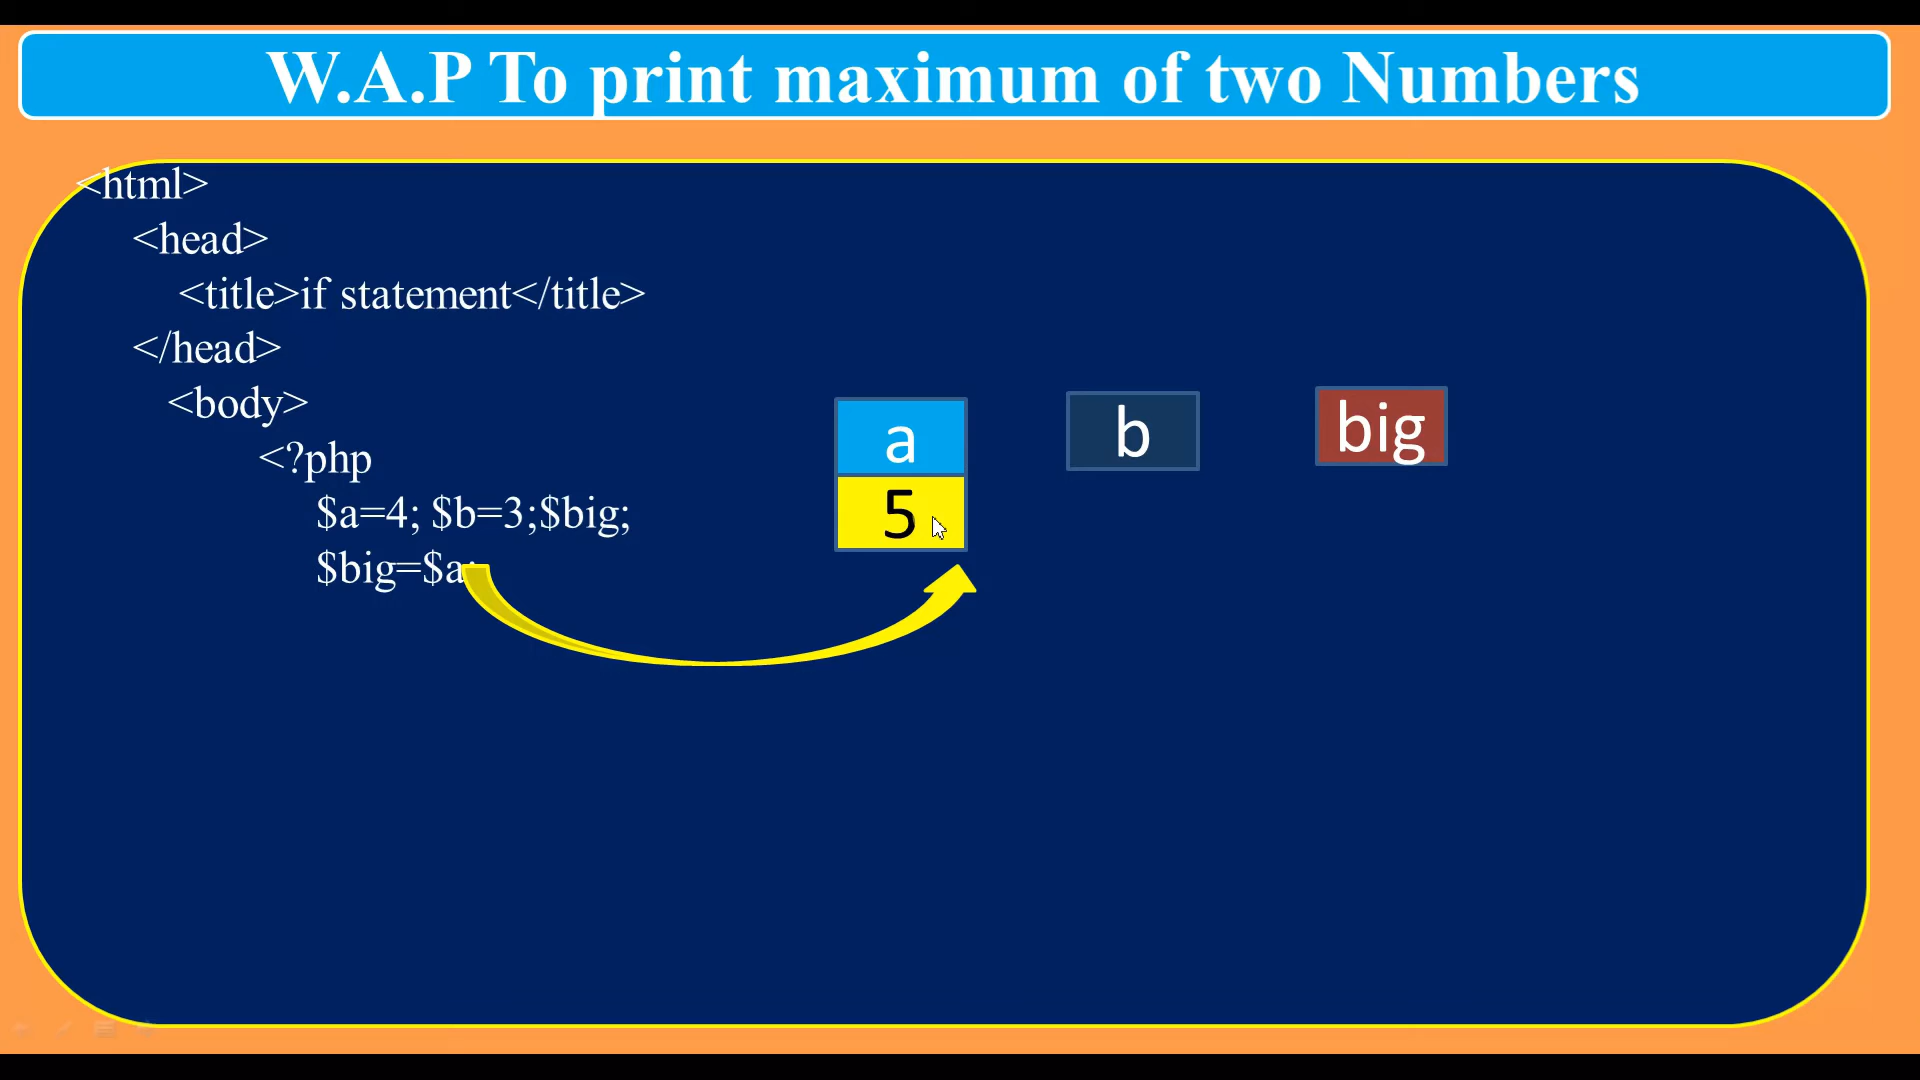 W.A.P To print maximum of two Numbers
<html>
<head>
<title>if statement</title>
</head>
<body>
<?php
$a=4; $b=3;$big;
$big=$a;
a
5
b
big